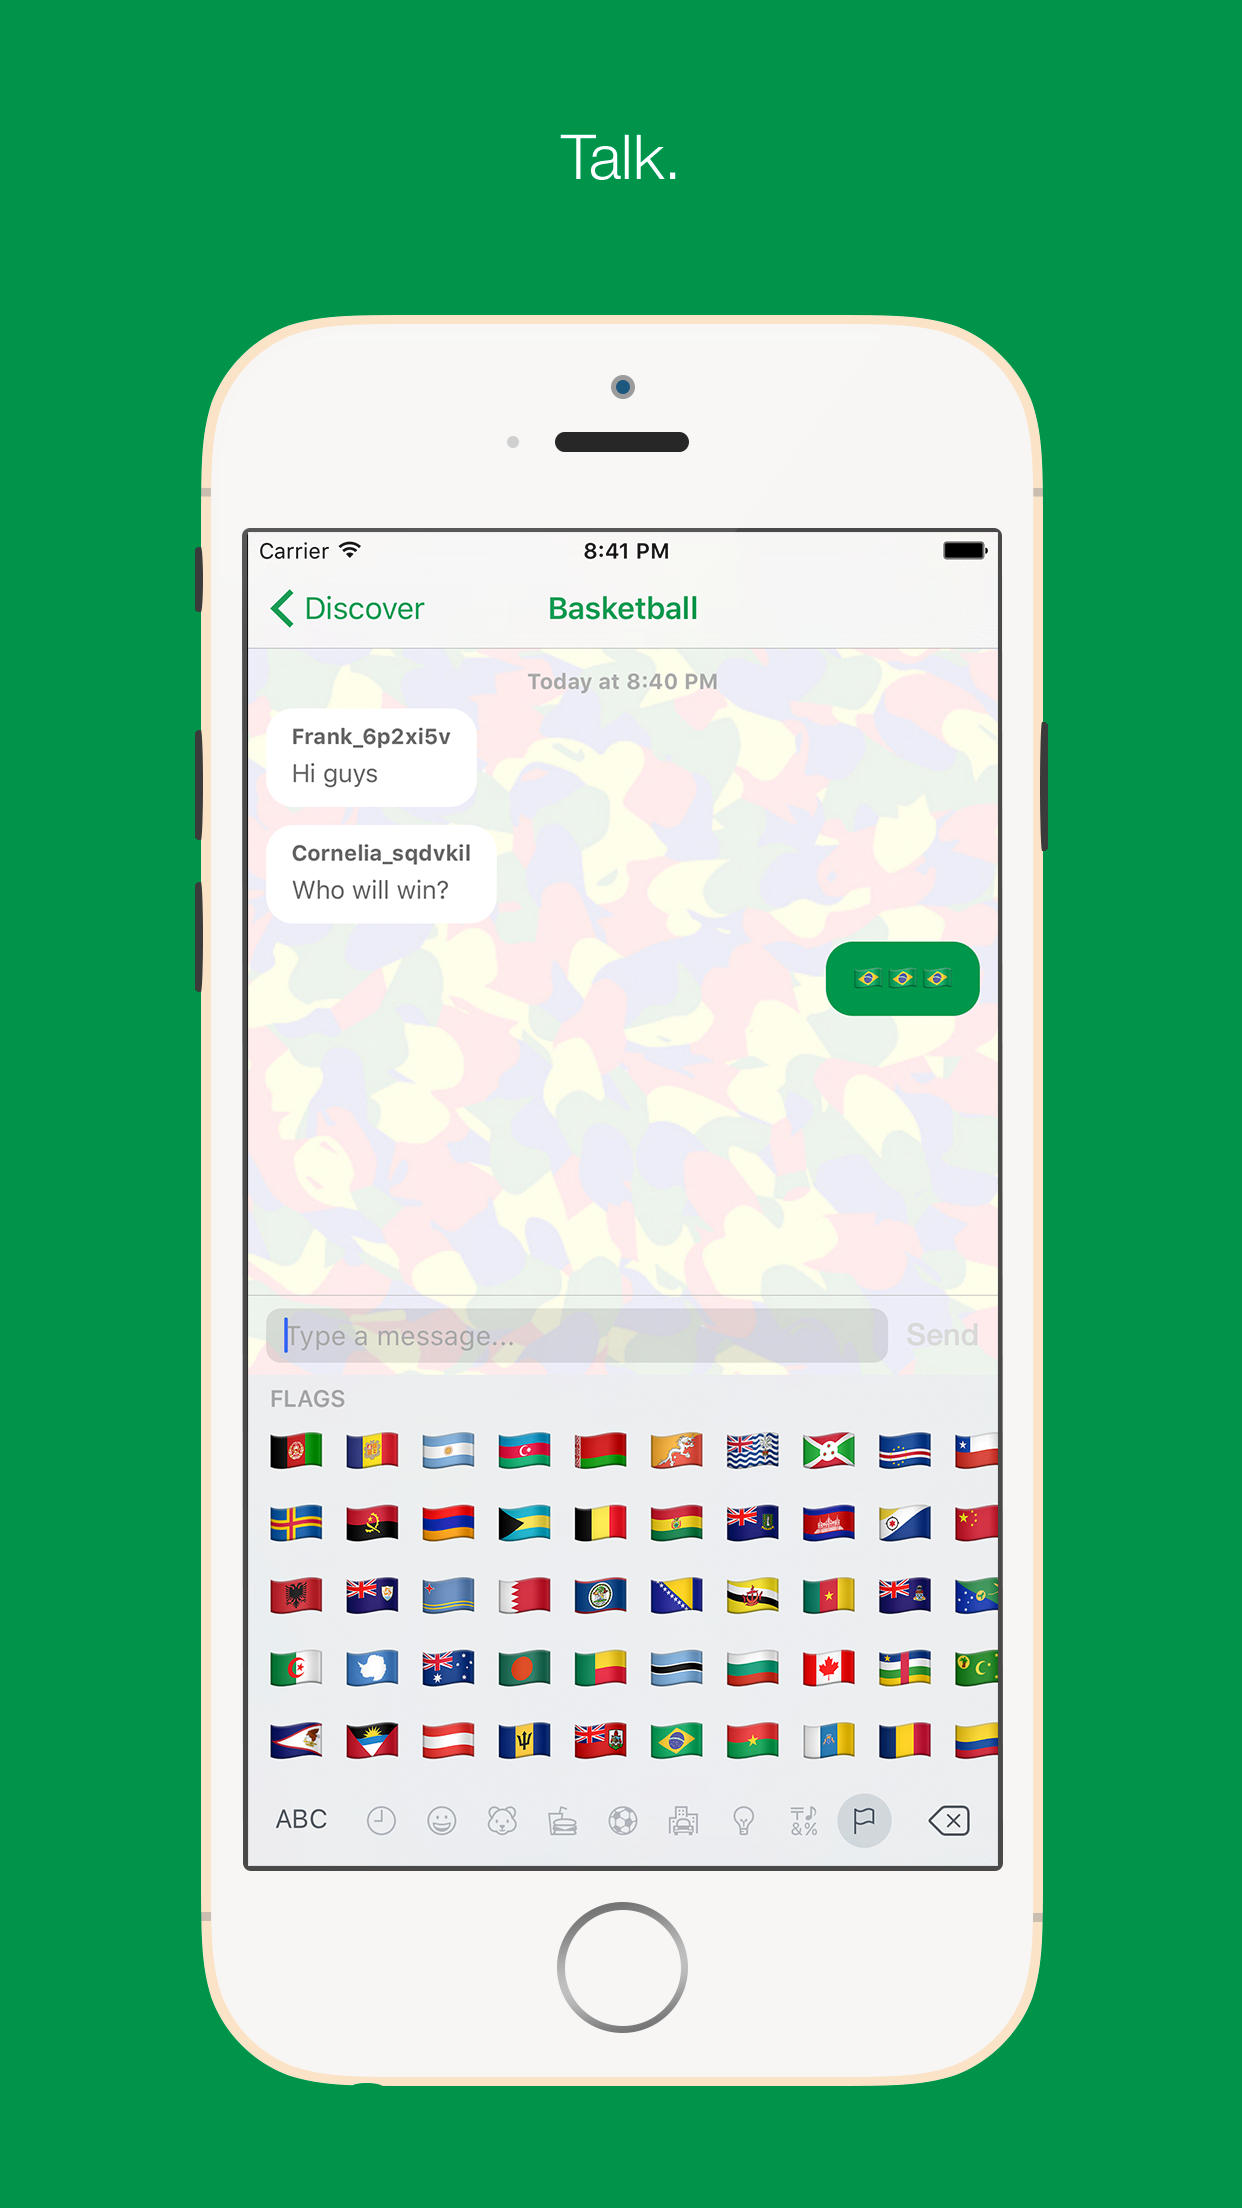 Talk.
Carrier 8:41 PM
Discover Basketball
Today at 8:40 PM
Frank_6p2xi5v
Hi guys
Cornelia_sqdvkil
Who will win?
🇧🇷🇧🇷🇧🇷
Type a message... Send
FLAGS
ABC